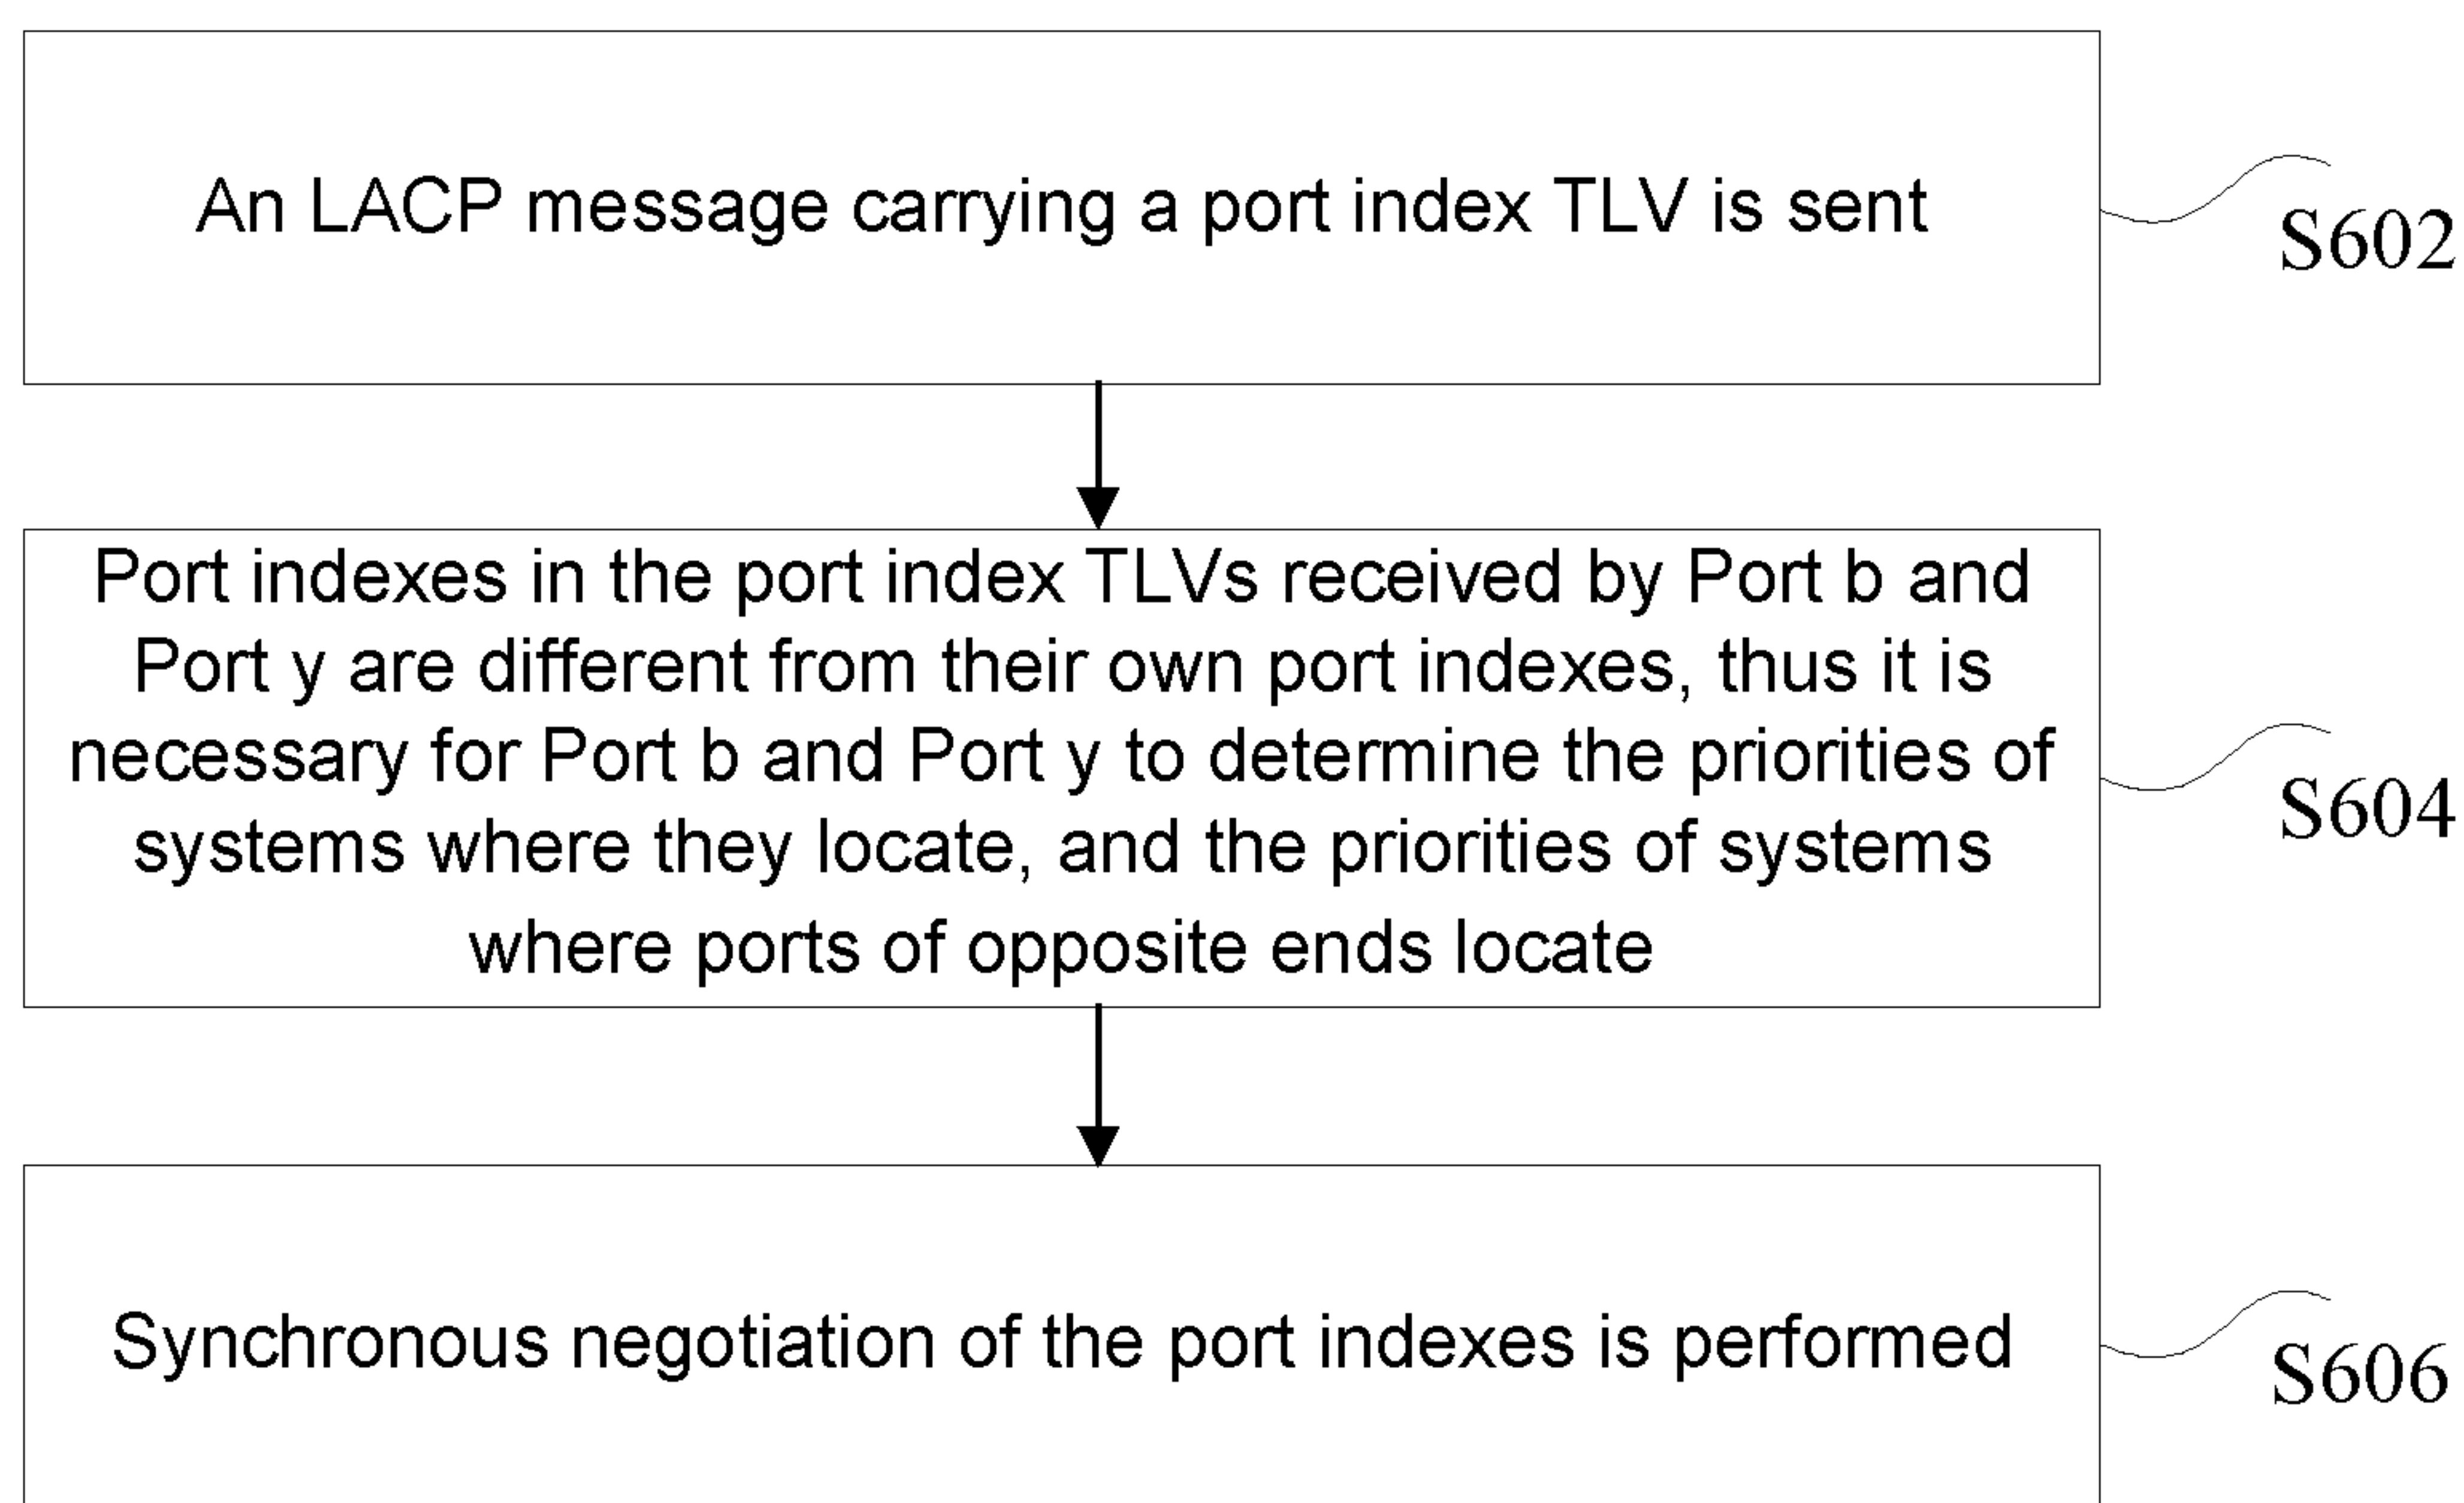 An LACP message carrying a port index TLV is sent
S602
Port indexes in the port index TLVs received by Port b and
Port y are different from their own port indexes, thus it is
necessary for Port b and Port y to determine the priorities of
systems where they locate, and the priorities of systems
where ports of opposite ends locate
S604
Synchronous negotiation of the port indexes is performed
S606